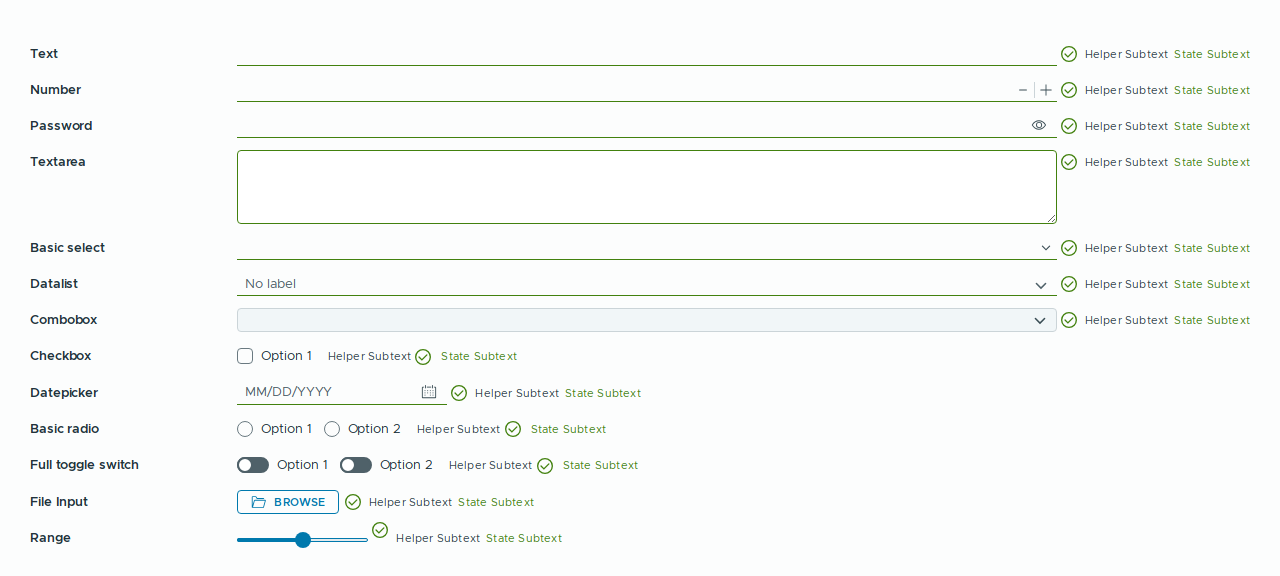 Text Helper Subtext State Subtext
Number Helper Subtext State Subtext
Password Helper Subtext State Subtext
Textarea Helper Subtext State Subtext
Basic select Helper Subtext State Subtext
Datalist No label Helper Subtext State Subtext
Combobox Helper Subtext State Subtext
Checkbox Option 1 Helper Subtext State Subtext
Datepicker MM/DD/YYYY Helper Subtext State Subtext
Basic radio Option 1 Option 2 Helper Subtext State Subtext
Full toggle switch Option 1 Option 2 Helper Subtext State Subtext
File Input BROWSE Helper Subtext State Subtext
Range Helper Subtext State Subtext